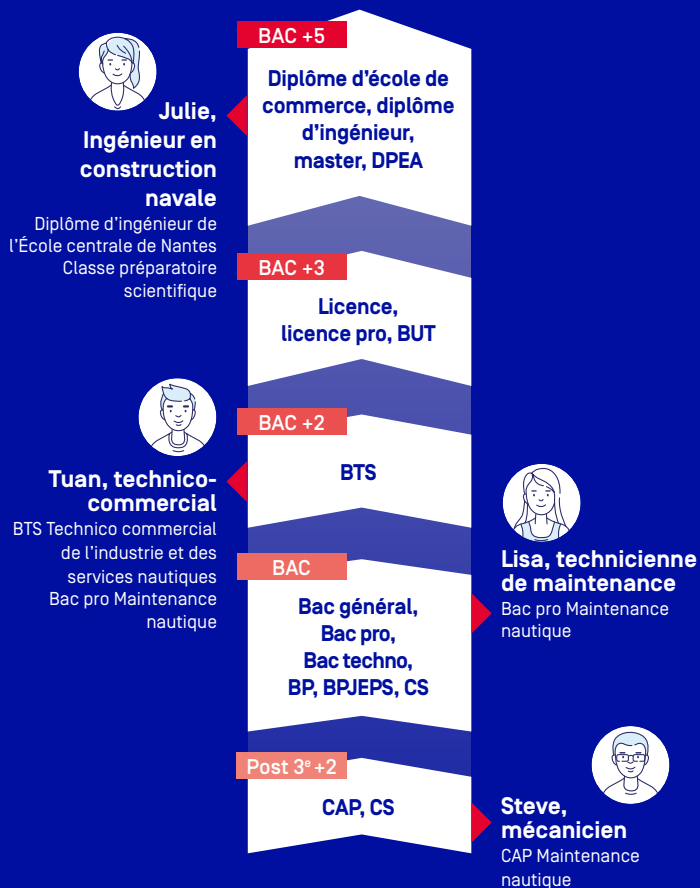 BAC +5
Diplôme d'école de
commerce, diplôme
d'ingénieur,
master, DPEA
Julie,
Ingénieur en
construction
navale
Diplôme d'ingénieur de
l'École centrale de Nantes
Classe préparatoire
scientifique
BAC +3
Licence,
licence pro, BUT
BAC +2
BTS
Tuan, technico-
commercial
BTS Technico commercial
de l'industrie et des
services nautiques
Bac pro Maintenance
nautique
BAC
Bac général,
Bac pro,
Bac techno,
BP, BPJEPS, CS
Lisa, technicienne
de maintenance
Bac pro Maintenance
nautique
Post 3ᵉ +2
CAP, CS
Steve,
mécanicien
CAP Maintenance
nautique